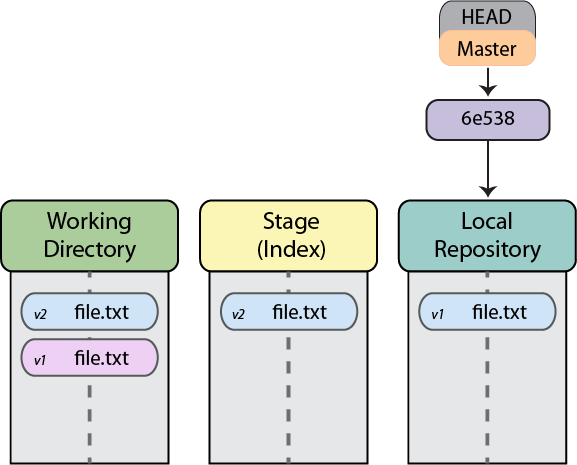 HEAD
Master
6e538
Working
Directory
Stage
(Index)
Local
Repository
v2 file.txt
v2 file.txt
v1 file.txt
v1 file.txt